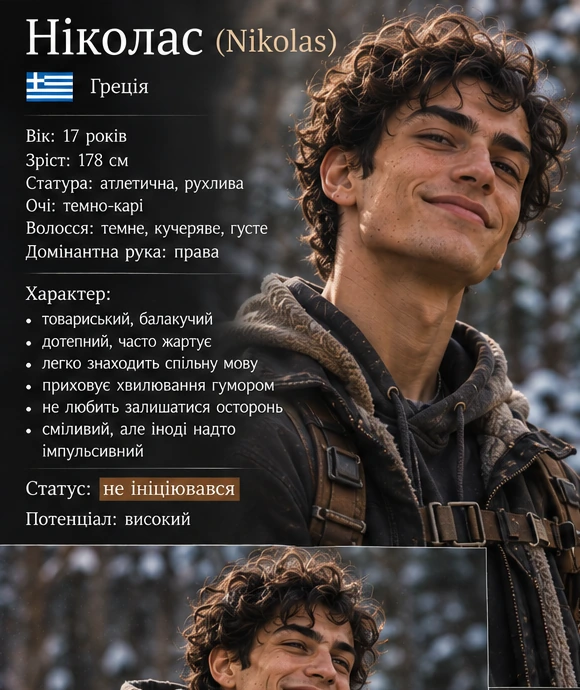 Ніколас (Nikolas)
Греція
Вік: 17 років
Зріст: 178 см
Статура: атлетична, рухлива
Очі: темно-карі
Волосся: темне, кучеряве, густе
Домінантна рука: права
Характер:
• товариський, балакучий
• дотепний, часто жартує
• легко знаходить спільну мову
• приховує хвилювання гумором
• не любить залишатися осторонь
• сміливий, але іноді надто
імпульсивний
Статус: не ініціювався
Потенціал: високий